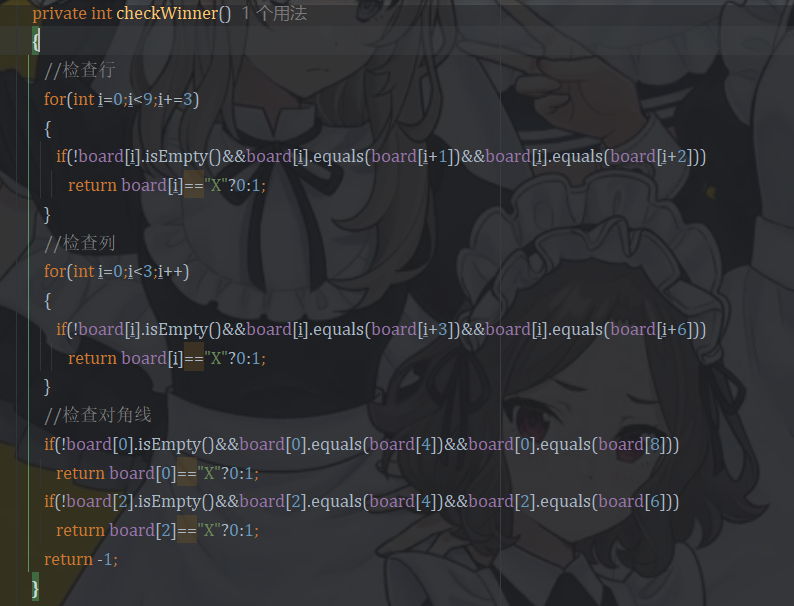 private int checkWinner() 1 个用法
{
//检查行
for(int i=0;i<9;i+=3)
{
if(!board[i].isEmpty()&&board[i].equals(board[i+1])&&board[i].equals(board[i+2]))
return board[i]=="X"?0:1;
}
//检查列
for(int i=0;i<3;i++)
{
if(!board[i].isEmpty()&&board[i].equals(board[i+3])&&board[i].equals(board[i+6]))
return board[i]=="X"?0:1;
}
//检查对角线
if(!board[0].isEmpty()&&board[0].equals(board[4])&&board[0].equals(board[8]))
return board[0]=="X"?0:1;
if(!board[2].isEmpty()&&board[2].equals(board[4])&&board[2].equals(board[6]))
return board[2]=="X"?0:1;
return -1;
}